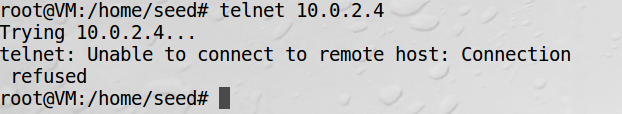 root@VM:/home/seed# telnet 10.0.2.4
Trying 10.0.2.4...
telnet: Unable to connect to remote host: Connection
 refused
root@VM:/home/seed#